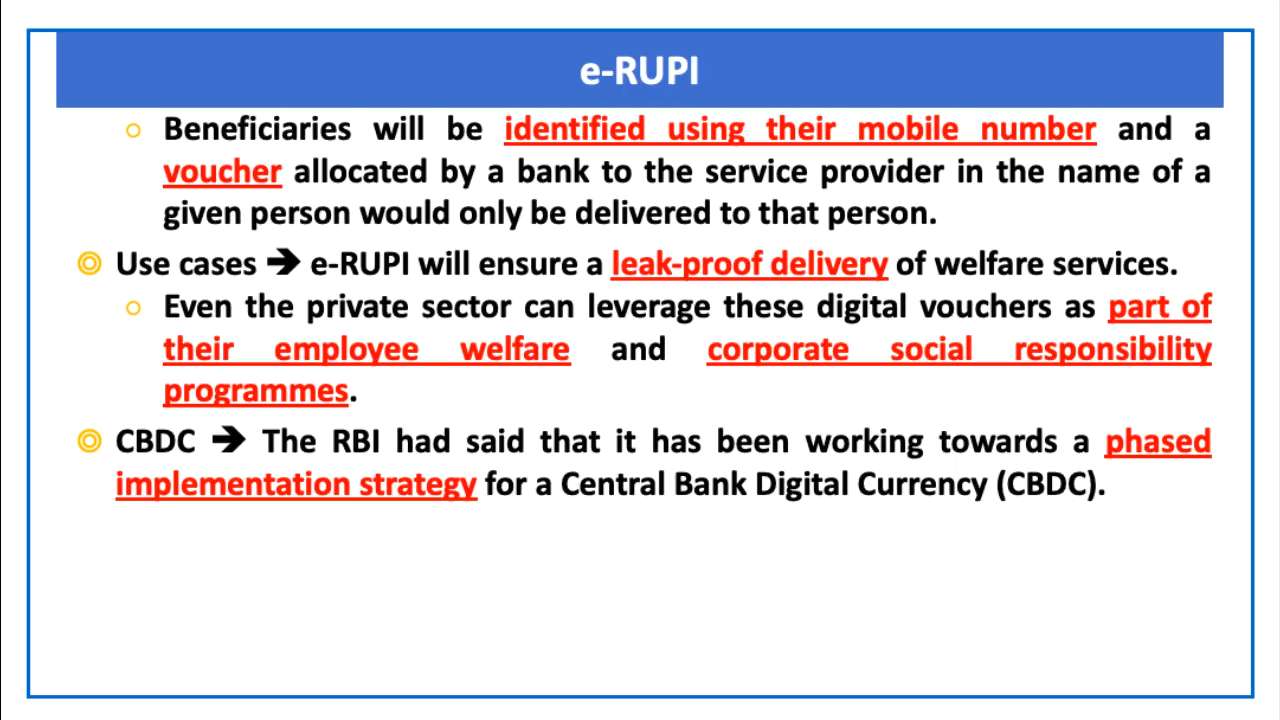 e-RUPI
○ Beneficiaries will be identified using their mobile number and a
voucher allocated by a bank to the service provider in the name of a
given person would only be delivered to that person.
◎ Use cases ➔ e-RUPI will ensure a leak-proof delivery of welfare services.
○ Even the private sector can leverage these digital vouchers as part of
their employee welfare and corporate social responsibility
programmes.
◎ CBDC ➔ The RBI had said that it has been working towards a phased
implementation strategy for a Central Bank Digital Currency (CBDC).